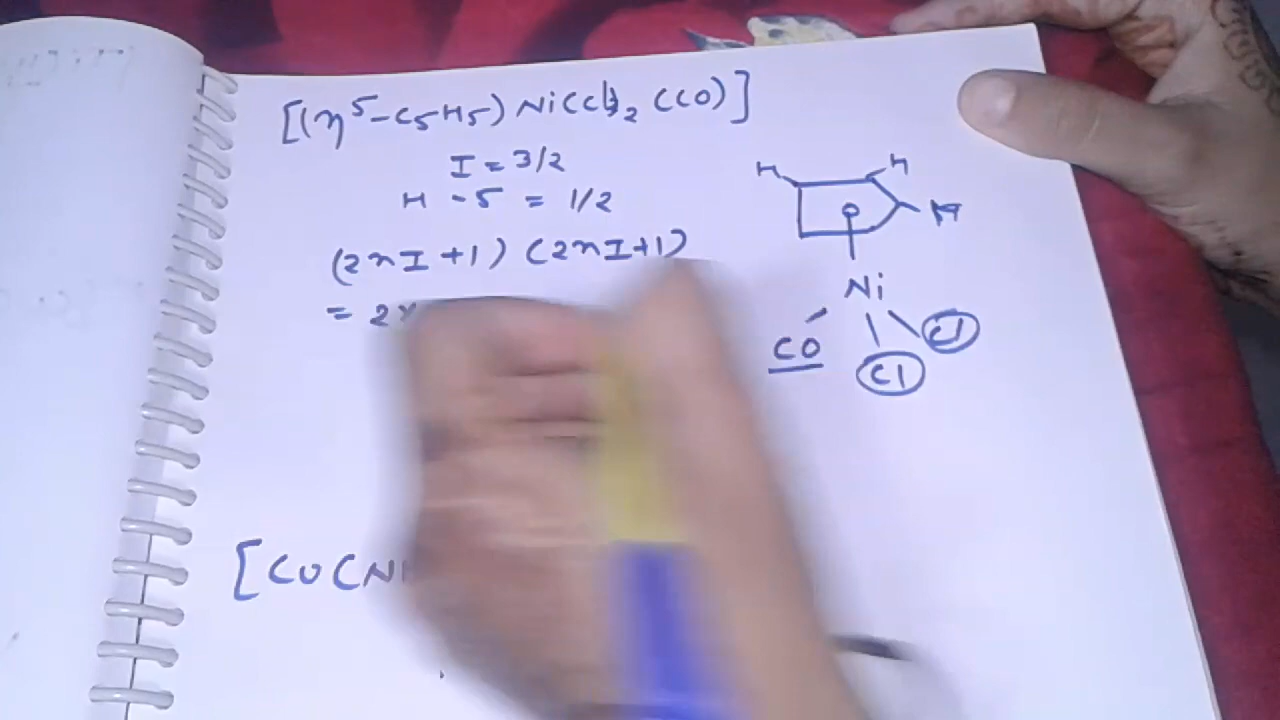 [(η⁵-C₅H₅) Ni(Cl)₂ (CO)]
I = 3/2
H - 5 = 1/2
(2nI +1) (2nI+1)
= 2×
H
H
H
Ni
CO
Cl
Cl
[CO(N